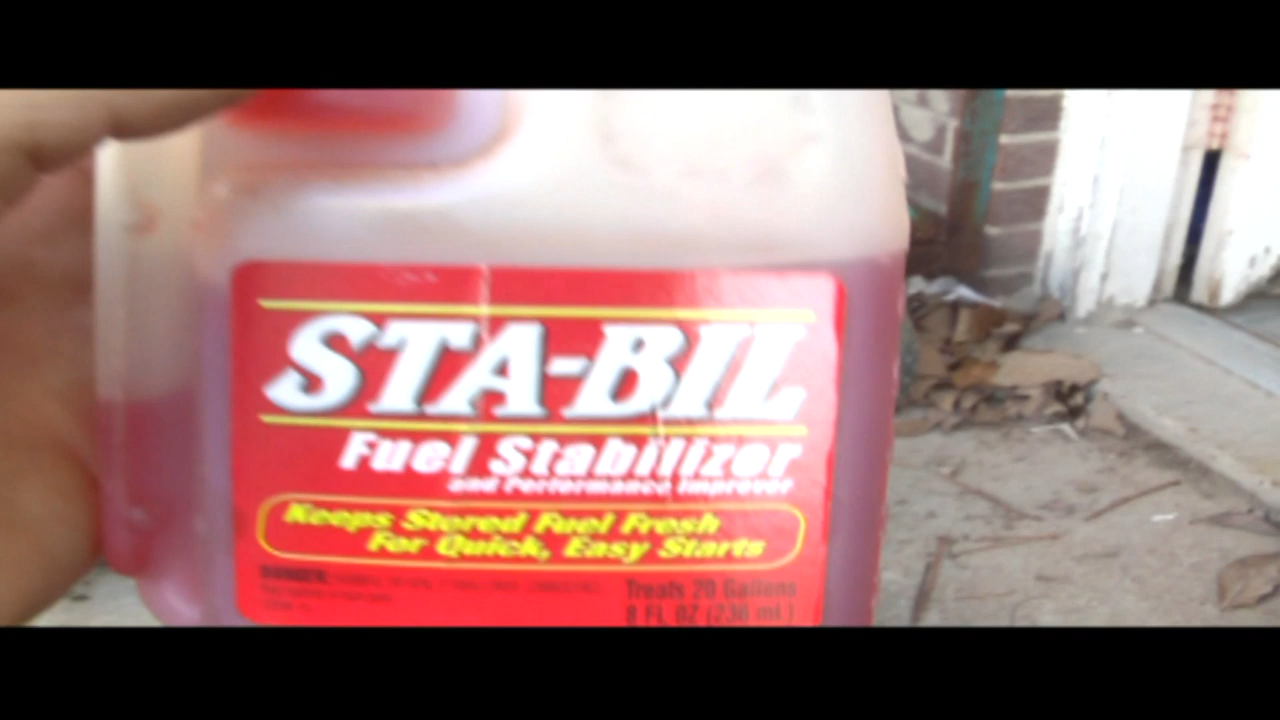 STA-BIL
Fuel Stabilizer
and Performance Improver
Keeps Stored Fuel Fresh
For Quick, Easy Starts
DANGER:
Treats 20 Gallons
8 FL OZ (236 mL)